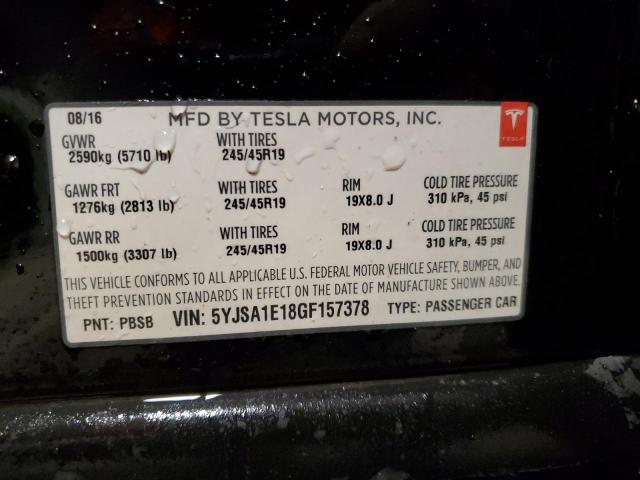 08/16 MFD BY TESLA MOTORS, INC.
TESLA
GVWR WITH TIRES
2590kg (5710 lb) 245/45R19
GAWR FRT WITH TIRES RIM COLD TIRE PRESSURE
1276kg (2813 lb) 245/45R19 19X8.0 J 310 kPa, 45 psi
GAWR RR WITH TIRES RIM COLD TIRE PRESSURE
1500kg (3307 lb) 245/45R19 19X8.0 J 310 kPa, 45 psi
THIS VEHICLE CONFORMS TO ALL APPLICABLE U.S. FEDERAL MOTOR VEHICLE SAFETY, BUMPER, AND
THEFT PREVENTION STANDARDS IN EFFECT ON THE DATE OF MANUFACTURE SHOWN ABOVE.
PNT: PBSB VIN: 5YJSA1E18GF157378 TYPE: PASSENGER CAR